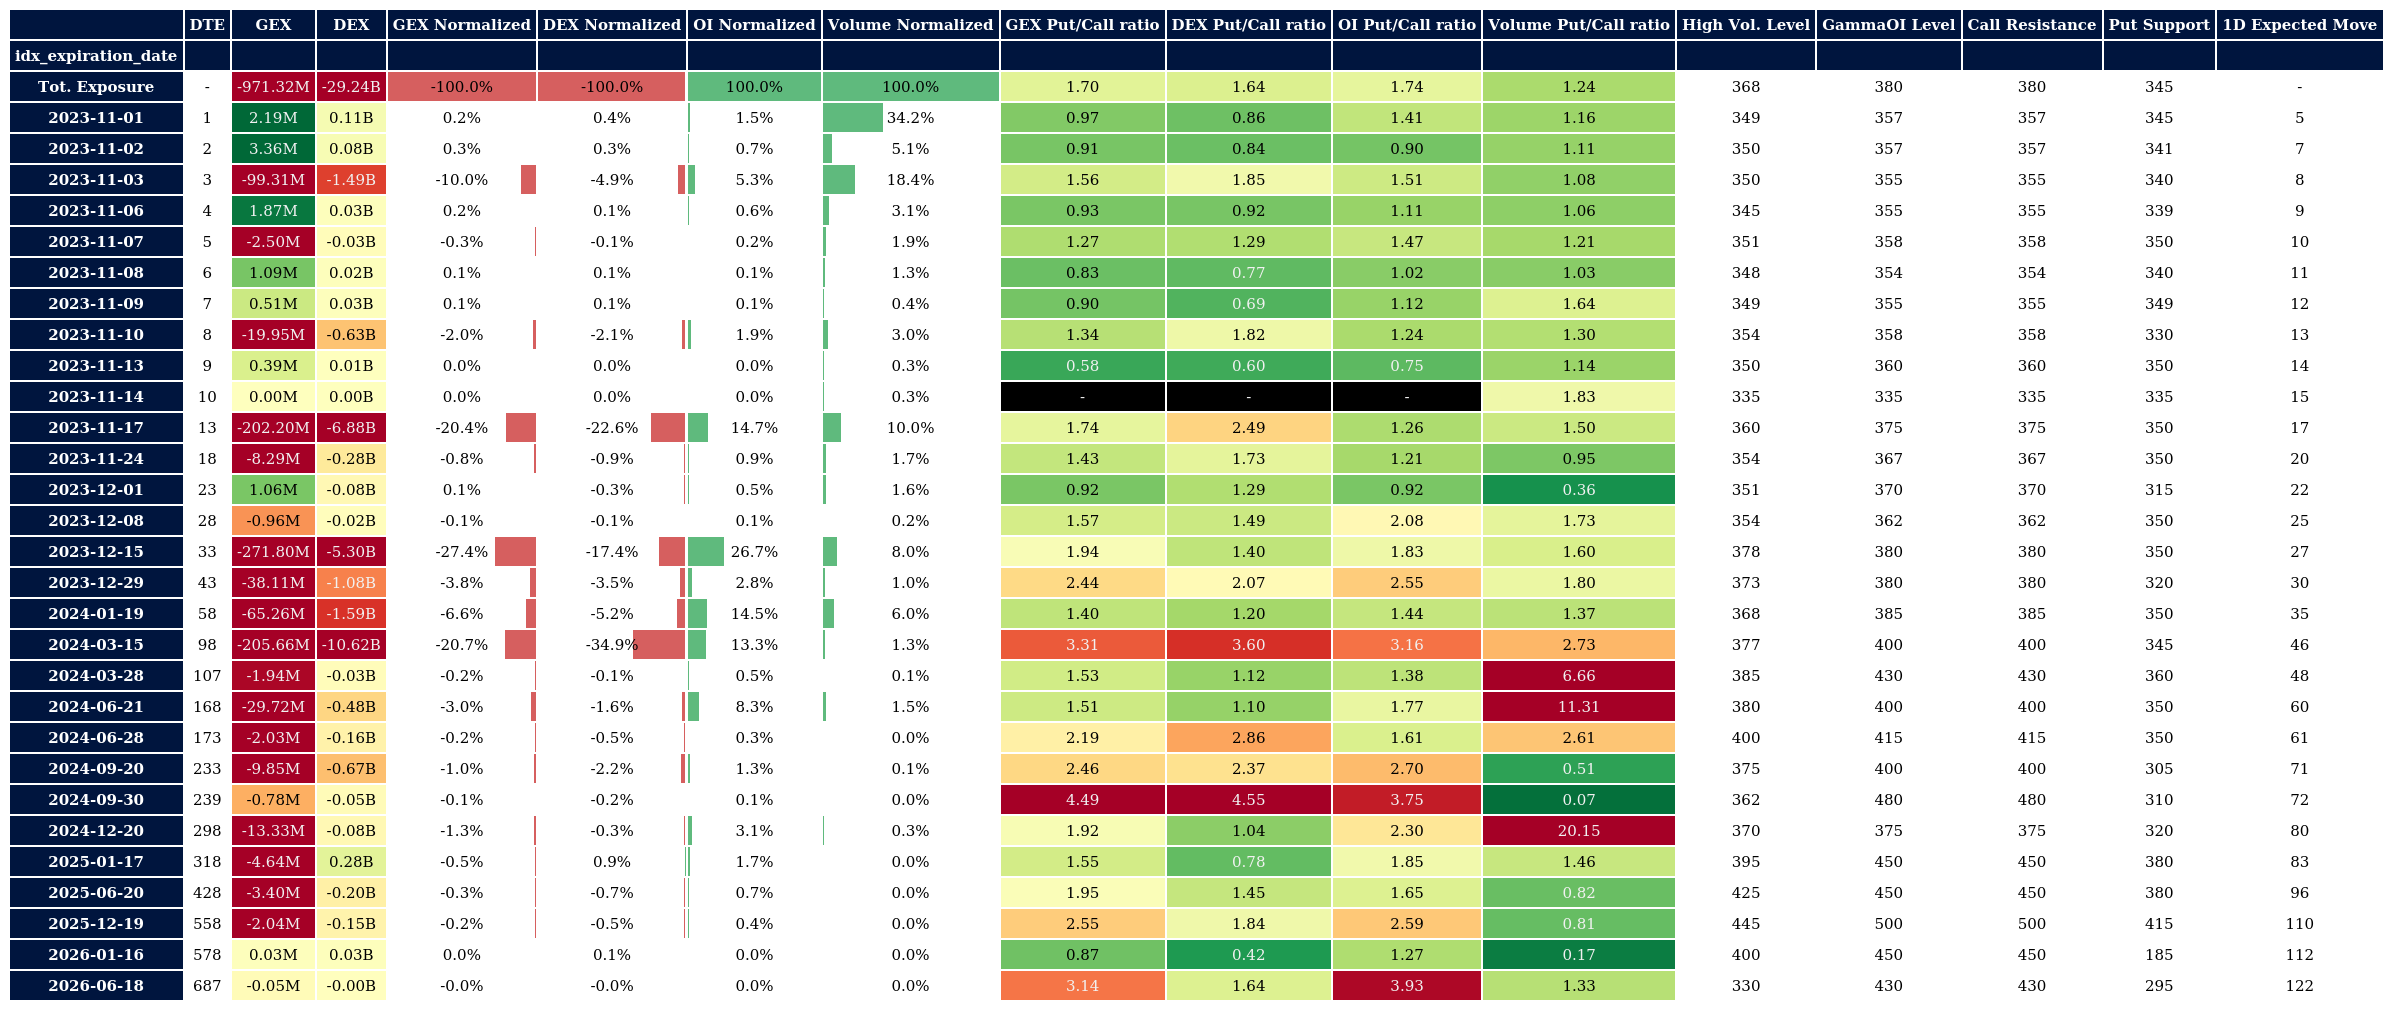 DTE GEX DEX GEX Normalized DEX Normalized OI Normalized Volume Normalized GEX Put/Call ratio DEX Put/Call ratio OI Put/Call ratio Volume Put/Call ratio High Vol. Level GammaOI Level Call Resistance Put Support 1D Expected Move
idx_expiration_date
Tot. Exposure - -971.32M -29.24B -100.0% -100.0% 100.0% 100.0% 1.70 1.64 1.74 1.24 368 380 380 345 -
2023-11-01 1 2.19M 0.11B 0.2% 0.4% 1.5% 34.2% 0.97 0.86 1.41 1.16 349 357 357 345 5
2023-11-02 2 3.36M 0.08B 0.3% 0.3% 0.7% 5.1% 0.91 0.84 0.90 1.11 350 357 357 341 7
2023-11-03 3 -99.31M -1.49B -10.0% -4.9% 5.3% 18.4% 1.56 1.85 1.51 1.08 350 355 355 340 8
2023-11-06 4 1.87M 0.03B 0.2% 0.1% 0.6% 3.1% 0.93 0.92 1.11 1.06 345 355 355 339 9
2023-11-07 5 -2.50M -0.03B -0.3% -0.1% 0.2% 1.9% 1.27 1.29 1.47 1.21 351 358 358 350 10
2023-11-08 6 1.09M 0.02B 0.1% 0.1% 0.1% 1.3% 0.83 0.77 1.02 1.03 348 354 354 340 11
2023-11-09 7 0.51M 0.03B 0.1% 0.1% 0.1% 0.4% 0.90 0.69 1.12 1.64 349 355 355 349 12
2023-11-10 8 -19.95M -0.63B -2.0% -2.1% 1.9% 3.0% 1.34 1.82 1.24 1.30 354 358 358 330 13
2023-11-13 9 0.39M 0.01B 0.0% 0.0% 0.0% 0.3% 0.58 0.60 0.75 1.14 350 360 360 350 14
2023-11-14 10 0.00M 0.00B 0.0% 0.0% 0.0% 0.3% - - - 1.83 335 335 335 335 15
2023-11-17 13 -202.20M -6.88B -20.4% -22.6% 14.7% 10.0% 1.74 2.49 1.26 1.50 360 375 375 350 17
2023-11-24 18 -8.29M -0.28B -0.8% -0.9% 0.9% 1.7% 1.43 1.73 1.21 0.95 354 367 367 350 20
2023-12-01 23 1.06M -0.08B 0.1% -0.3% 0.5% 1.6% 0.92 1.29 0.92 0.36 351 370 370 315 22
2023-12-08 28 -0.96M -0.02B -0.1% -0.1% 0.1% 0.2% 1.57 1.49 2.08 1.73 354 362 362 350 25
2023-12-15 33 -271.80M -5.30B -27.4% -17.4% 26.7% 8.0% 1.94 1.40 1.83 1.60 378 380 380 350 27
2023-12-29 43 -38.11M -1.08B -3.8% -3.5% 2.8% 1.0% 2.44 2.07 2.55 1.80 373 380 380 320 30
2024-01-19 58 -65.26M -1.59B -6.6% -5.2% 14.5% 6.0% 1.40 1.20 1.44 1.37 368 385 385 350 35
2024-03-15 98 -205.66M -10.62B -20.7% -34.9% 13.3% 1.3% 3.31 3.60 3.16 2.73 377 400 400 345 46
2024-03-28 107 -1.94M -0.03B -0.2% -0.1% 0.5% 0.1% 1.53 1.12 1.38 6.66 385 430 430 360 48
2024-06-21 168 -29.72M -0.48B -3.0% -1.6% 8.3% 1.5% 1.51 1.10 1.77 11.31 380 400 400 350 60
2024-06-28 173 -2.03M -0.16B -0.2% -0.5% 0.3% 0.0% 2.19 2.86 1.61 2.61 400 415 415 350 61
2024-09-20 233 -9.85M -0.67B -1.0% -2.2% 1.3% 0.1% 2.46 2.37 2.70 0.51 375 400 400 305 71
2024-09-30 239 -0.78M -0.05B -0.1% -0.2% 0.1% 0.0% 4.49 4.55 3.75 0.07 362 480 480 310 72
2024-12-20 298 -13.33M -0.08B -1.3% -0.3% 3.1% 0.3% 1.92 1.04 2.30 20.15 370 375 375 320 80
2025-01-17 318 -4.64M 0.28B -0.5% 0.9% 1.7% 0.0% 1.55 0.78 1.85 1.46 395 450 450 380 83
2025-06-20 428 -3.40M -0.20B -0.3% -0.7% 0.7% 0.0% 1.95 1.45 1.65 0.82 425 450 450 380 96
2025-12-19 558 -2.04M -0.15B -0.2% -0.5% 0.4% 0.0% 2.55 1.84 2.59 0.81 445 500 500 415 110
2026-01-16 578 0.03M 0.03B 0.0% 0.1% 0.0% 0.0% 0.87 0.42 1.27 0.17 400 450 450 185 112
2026-06-18 687 -0.05M -0.00B -0.0% -0.0% 0.0% 0.0% 3.14 1.64 3.93 1.33 330 430 430 295 122